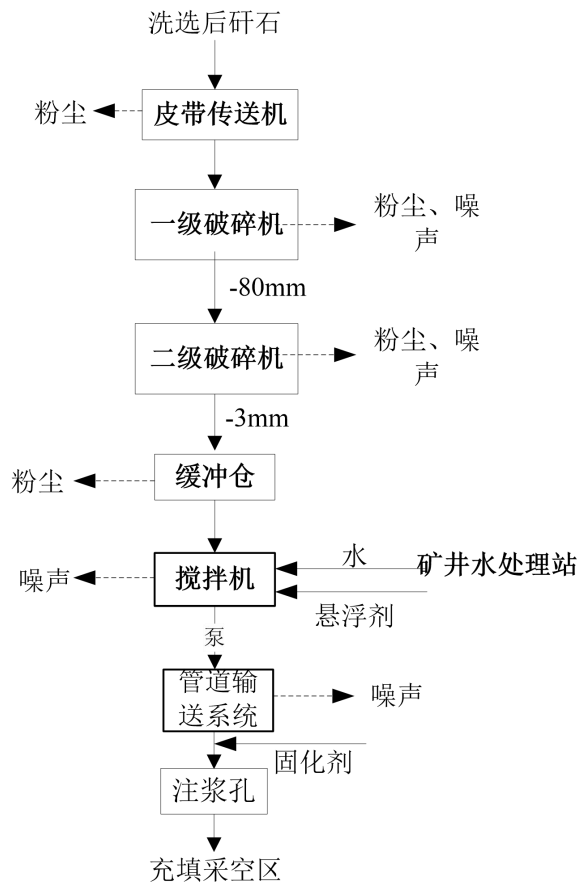 洗选后矸石
粉尘
皮带传送机
一级破碎机
粉尘、噪
声
-80mm
二级破碎机
粉尘、噪
声
-3mm
粉尘
缓冲仓
噪声
搅拌机
水
矿井水处理站
悬浮剂
泵
管道输
送系统
噪声
固化剂
注浆孔
充填采空区